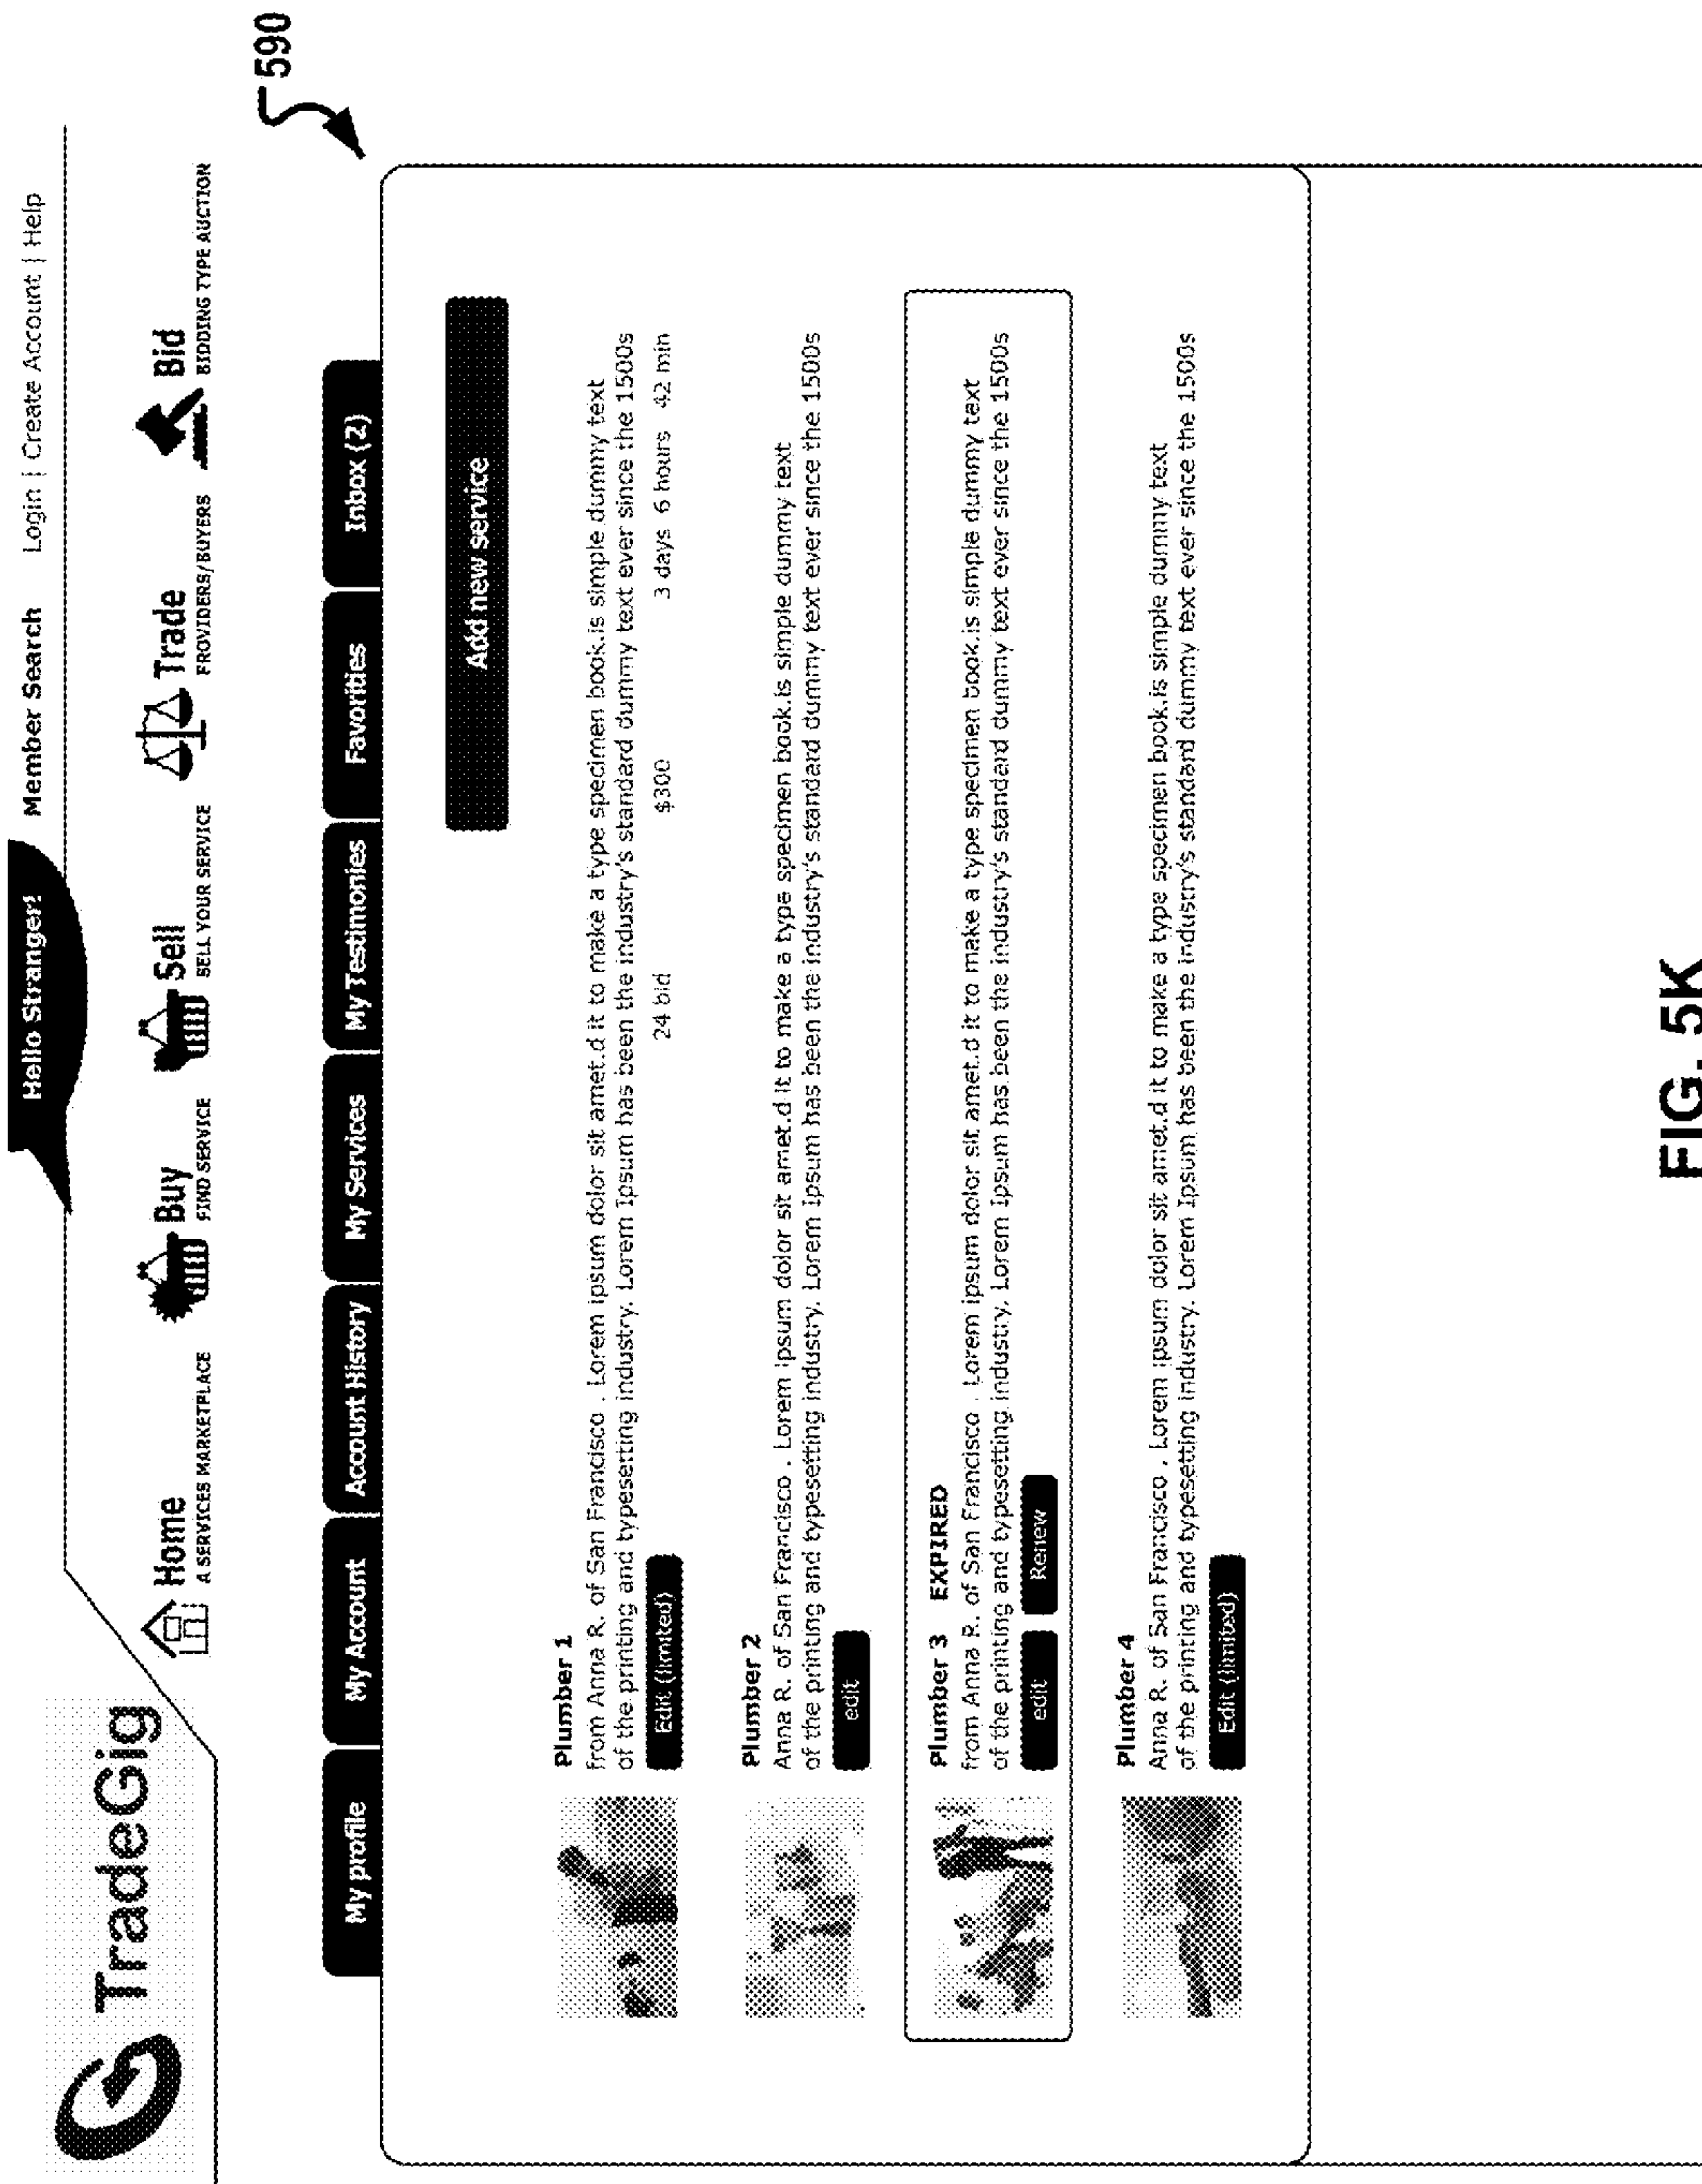 TradeGig
Hello Stranger!
Member Search    Login | Create Account | Help
Home
A SERVICES MARKETPLACE
Buy
FIND SERVICE
Sell
SELL YOUR SERVICE
Trade
PROVIDERS/BUYERS
Bid
BIDDING TYPE AUCTION
590
My profile
My Account
Account History
My Services
My Testimonies
Favorities
Inbox (2)
Add new service
Plumber 1
from Anna R. of San Francisco . Lorem ipsum dolor sit amet.d it to make a type specimen book.is simple dummy text
of the printing and typesetting industry. Lorem Ipsum has been the industry's standard dummy text ever since the 1500s
Edit (limited)    24 bid    $300    3 days 6 hours 42 min
Plumber 2
Anna R. of San Francisco . Lorem ipsum dolor sit amet.d it to make a type specimen book.is simple dummy text
of the printing and typesetting industry. Lorem Ipsum has been the industry's standard dummy text ever since the 1500s
edit
Plumber 3    EXPIRED
from Anna R. of San Francisco . Lorem ipsum dolor sit amet.d it to make a type specimen book.is simple dummy text
of the printing and typesetting industry. Lorem Ipsum has been the industry's standard dummy text ever since the 1500s
edit    Renew
Plumber 4
Anna R. of San Francisco . Lorem ipsum dolor sit amet.d it to make a type specimen book.is simple dummy text
of the printing and typesetting industry. Lorem Ipsum has been the industry's standard dummy text ever since the 1500s
Edit (limited)
FIG. 5K